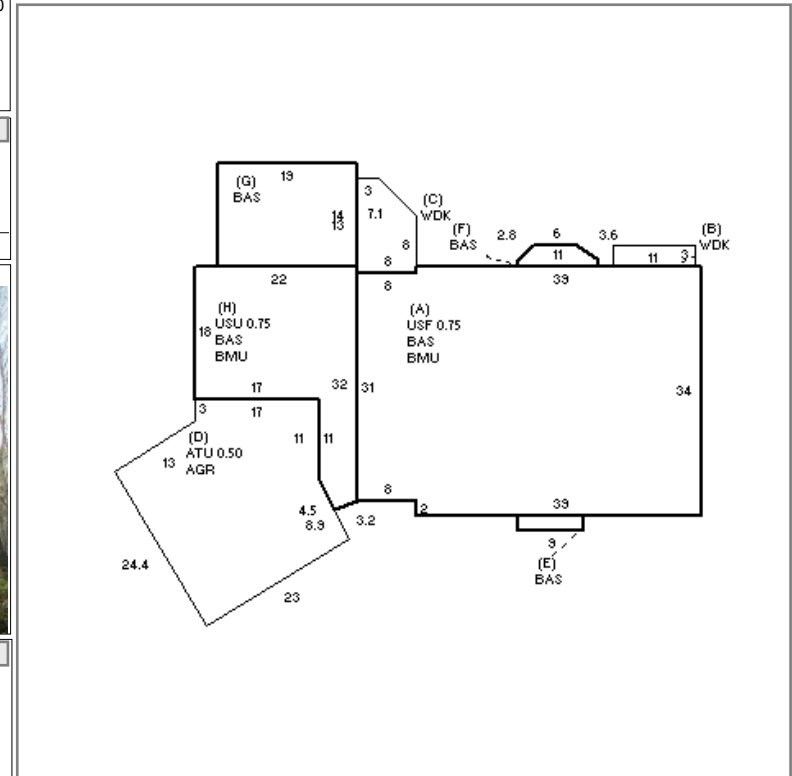 19
(G)
BAS
14
13
3
7.1
8
8
(C)
WDK
(F)
BAS
2.8
6
3.6
11
(B)
WDK
11
3
22
8
39
(H)
USU 0.75
BAS
BMU
18
(A)
USF 0.75
BAS
BMU
32
31
34
17
17
3
11
11
(D)
ATU 0.50
AGR
13
8
2
39
4.5
8.9
3.2
9
(E)
BAS
24.4
23